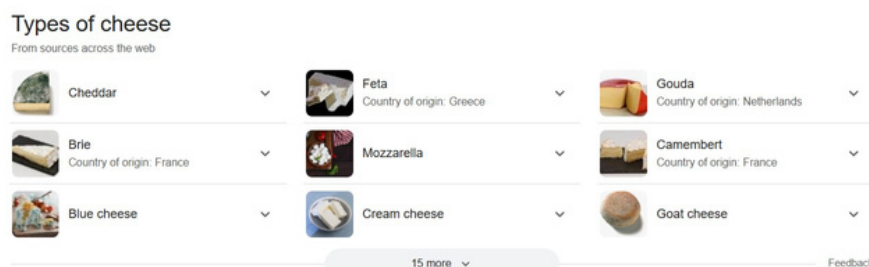 Types of cheese
From sources across the web
Cheddar
Feta
Country of origin: Greece
Gouda
Country of origin: Netherlands
Brie
Country of origin: France
Mozzarella
Camembert
Country of origin: France
Blue cheese
Cream cheese
Goat cheese
15 more
Feedback